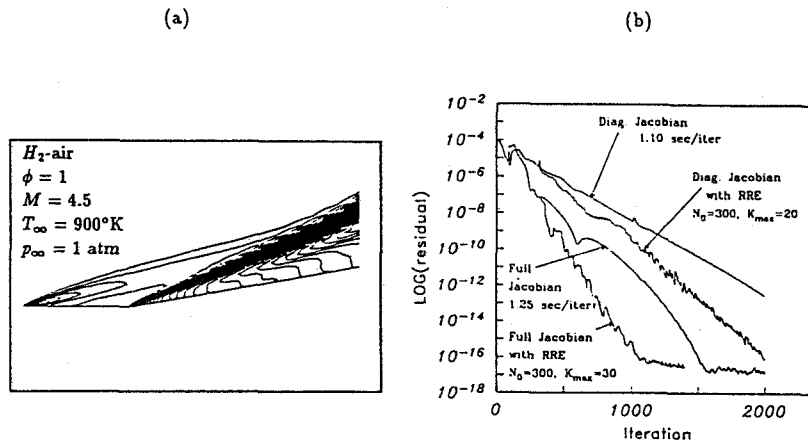 (a)
(b)
H₂-air
ϕ = 1
M = 4.5
T∞ = 900°K
p∞ = 1 atm
LOG(residual)
10⁻²
10⁻⁴
10⁻⁶
10⁻⁸
10⁻¹⁰
10⁻¹²
10⁻¹⁴
10⁻¹⁶
10⁻¹⁸
Diag. Jacobian
1.10 sec/iter
Diag. Jacobian
with RRE
N₀=300, Kmax=20
Full
Jacobian
1.25 sec/iter
Full Jacobian
with RRE
N₀=300, Kmax=30
0
1000
2000
Iteration